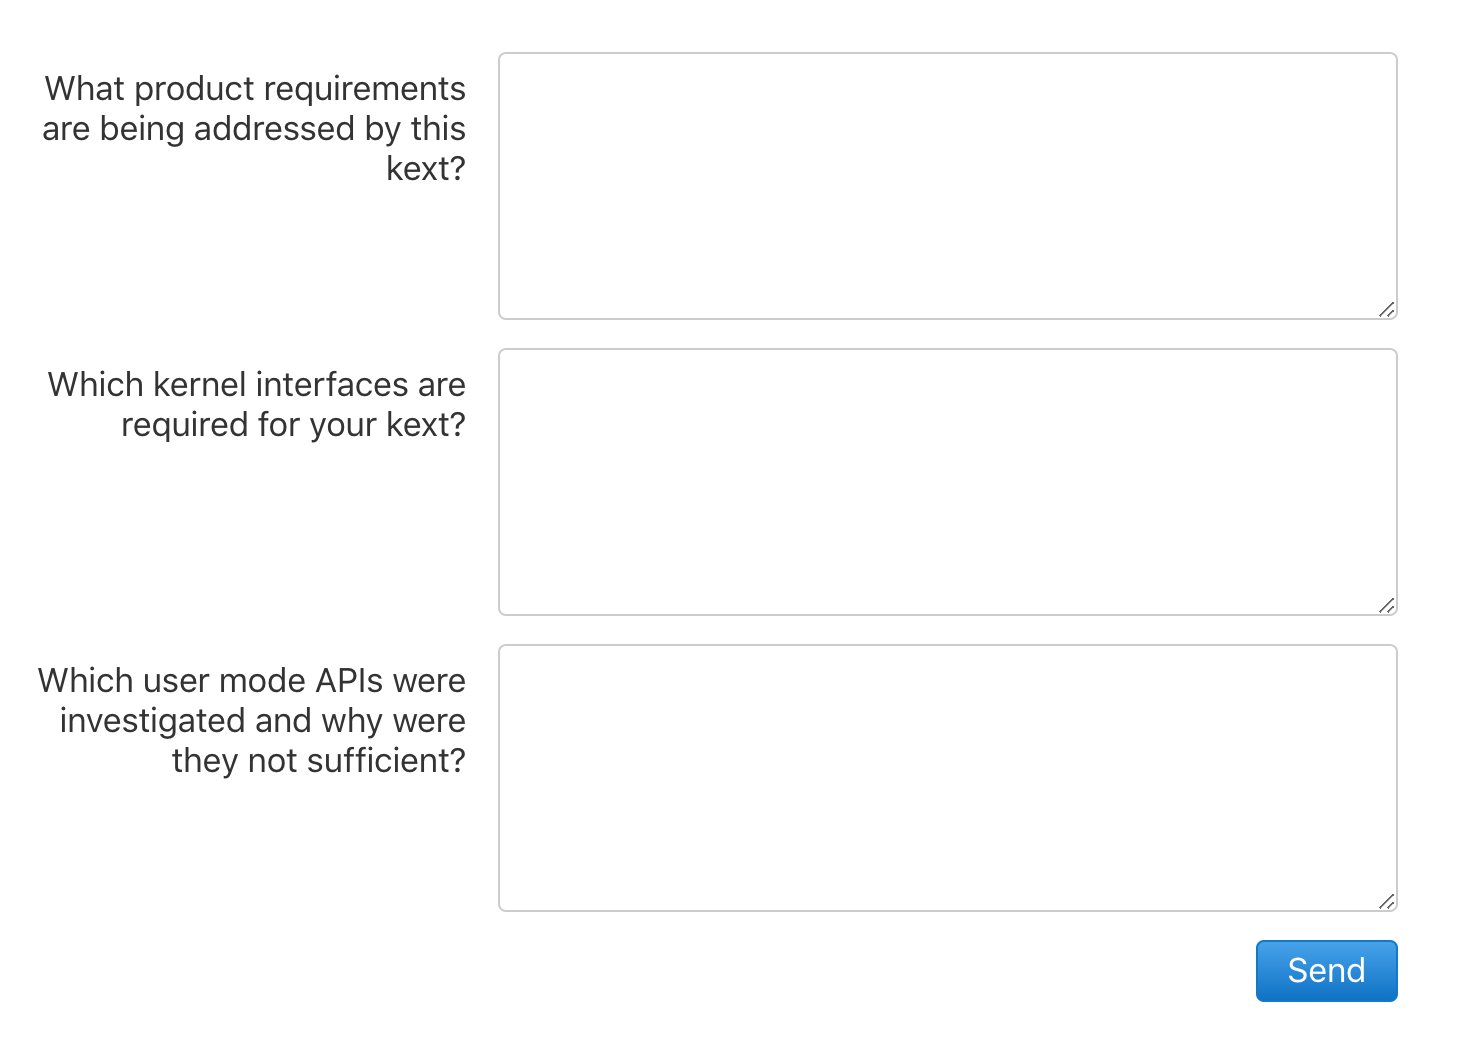 What product requirements
are being addressed by this
kext?
Which kernel interfaces are
required for your kext?
Which user mode APIs were
investigated and why were
they not sufficient?
Send